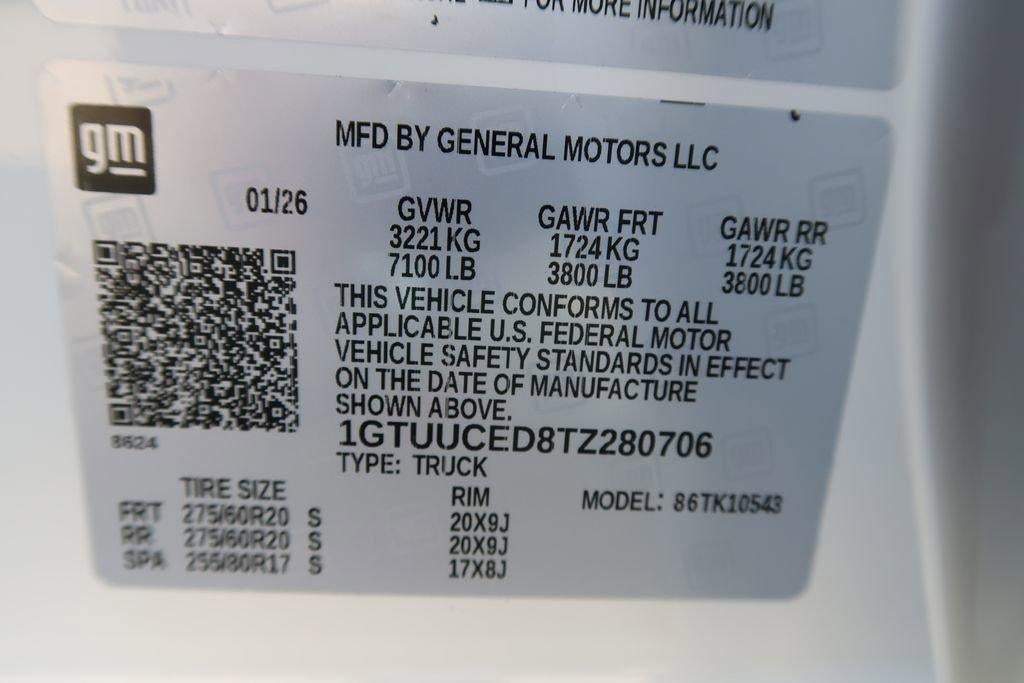 FOR MORE INFORMATION
gm
MFD BY GENERAL MOTORS LLC
01/26
GVWR GAWR FRT GAWR RR
3221 KG 1724 KG 1724 KG
7100 LB 3800 LB 3800 LB
THIS VEHICLE CONFORMS TO ALL
APPLICABLE U.S. FEDERAL MOTOR
VEHICLE SAFETY STANDARDS IN EFFECT
ON THE DATE OF MANUFACTURE
SHOWN ABOVE.
8624
1GTUUCED8TZ280706
TYPE: TRUCK
TIRE SIZE RIM MODEL: 86TK10543
FRT 275/60R20 S 20X9J
RR 275/60R20 S 20X9J
SPA 255/80R17 S 17X8J